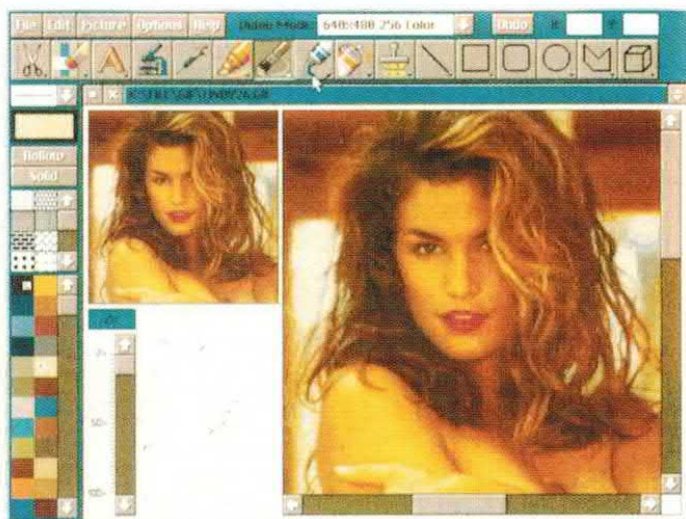 File Edit Picture Options Help Video Mode: 640x480 256 Color Undo X: Y:
A
Hollow
Solid